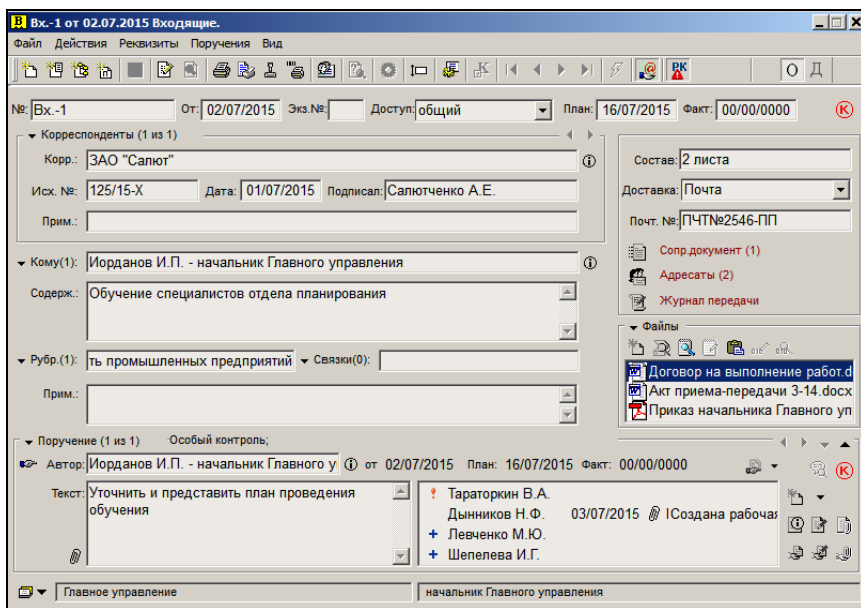 Вх.-1 от 02.07.2015 Входящие.
Файл Действия Реквизиты Поручения Вид
РК О Д
№: Вх.-1 От: 02/07/2015 Экз.№: Доступ: общий План: 16/07/2015 Факт: 00/00/0000 К
Корреспонденты (1 из 1)
Корр.: ЗАО "Салют"
Исх. №: 125/15-Х Дата: 01/07/2015 Подписал: Салютченко А.Е.
Прим.:
Состав: 2 листа
Доставка: Почта
Почт. №: ПЧТ№2546-ПП
Сопр.документ (1)
Адресаты (2)
Журнал передачи
Кому(1): Иорданов И.П. - начальник Главного управления
Содерж.: Обучение специалистов отдела планирования
Рубр.(1): ть промышленных предприятий Связки(0):
Прим.:
Файлы
Договор на выполнение работ.d
Акт приема-передачи 3-14.docx
Приказ начальника Главного уп
Поручение (1 из 1) Особый контроль;
Автор: Иорданов И.П. - начальник Главного у от 02/07/2015 План: 16/07/2015 Факт: 00/00/0000 К
Текст: Уточнить и представить план проведения
обучения
! Тараторкин В.А.
Дынников Н.Ф. 03/07/2015 |Создана рабочая
+ Левченко М.Ю.
+ Шепелева И.Г.
Главное управление начальник Главного управления